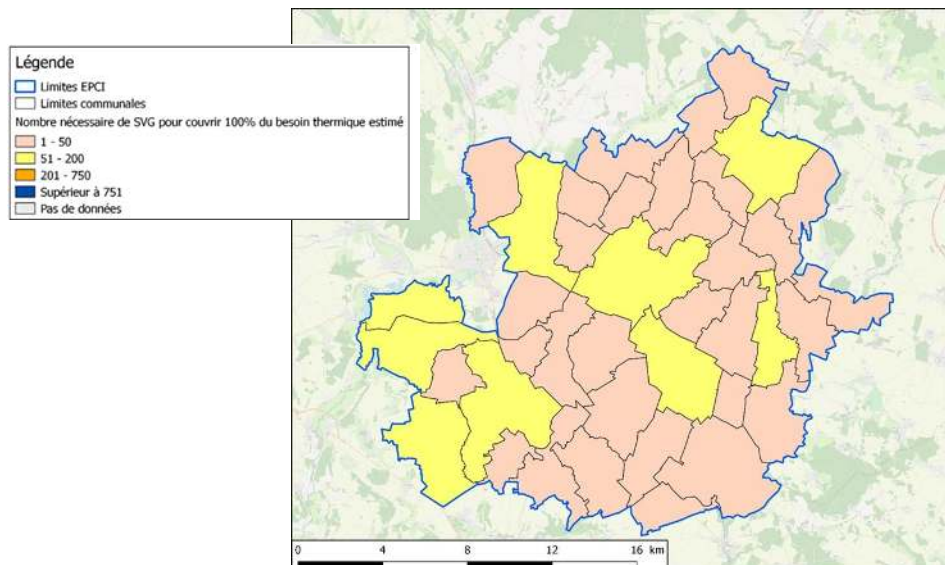 Légende
Limites EPCI
Limites communales
Nombre nécessaire de SVG pour couvrir 100% du besoin thermique estimé
1 - 50
51 - 200
201 - 750
Supérieur à 751
Pas de données
0 4 8 12 16 km